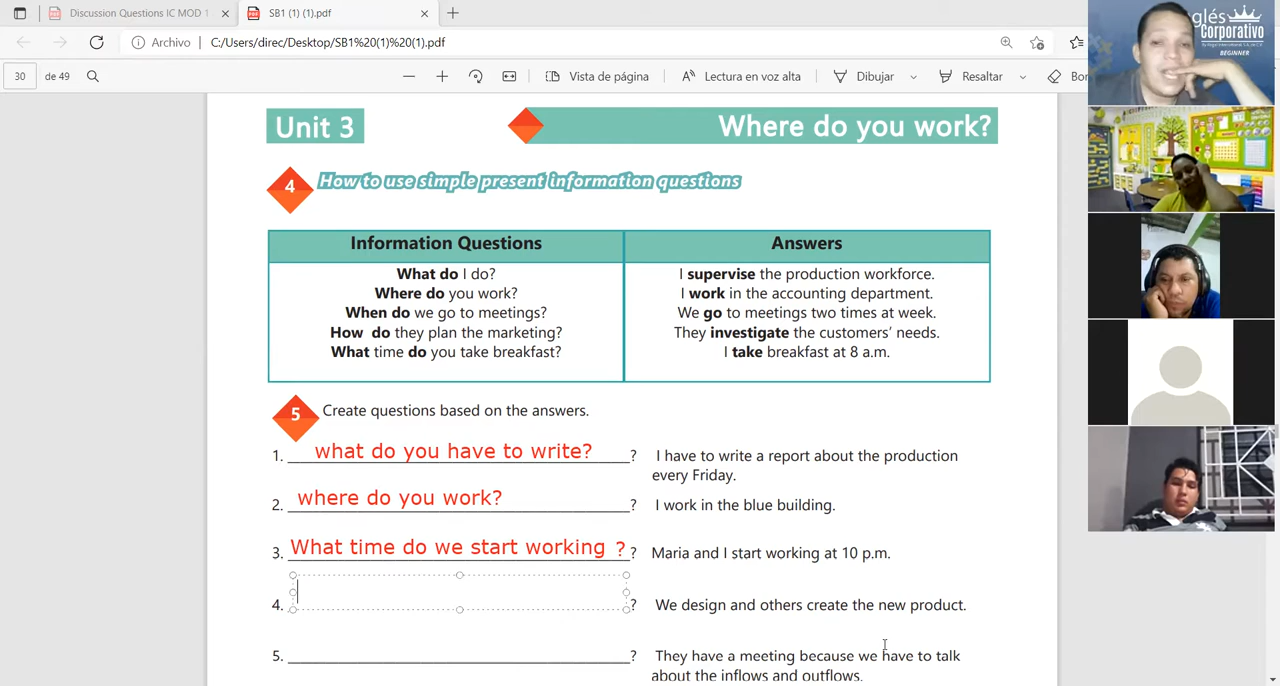 Discussion Questions IC MOD 1
SB1 (1) (1).pdf
Archivo
C:/Users/direc/Desktop/SB1%20(1)%20(1).pdf
30
de 49
Vista de página
Lectura en voz alta
Dibujar
Resaltar
glés
Corporativo
BEGINNER
Unit 3
Where do you work?
4
How to use simple present information questions
Information Questions
Answers
What do I do?
I supervise the production workforce.
Where do you work?
I work in the accounting department.
When do we go to meetings?
We go to meetings two times at week.
How do they plan the marketing?
They investigate the customers' needs.
What time do you take breakfast?
I take breakfast at 8 a.m.
5
Create questions based on the answers.
1. what do you have to write? ? I have to write a report about the production
every Friday.
2. where do you work? ? I work in the blue building.
3. What time do we start working ? ? Maria and I start working at 10 p.m.
4. ? We design and others create the new product.
5. ? They have a meeting because we have to talk
about the inflows and outflows.